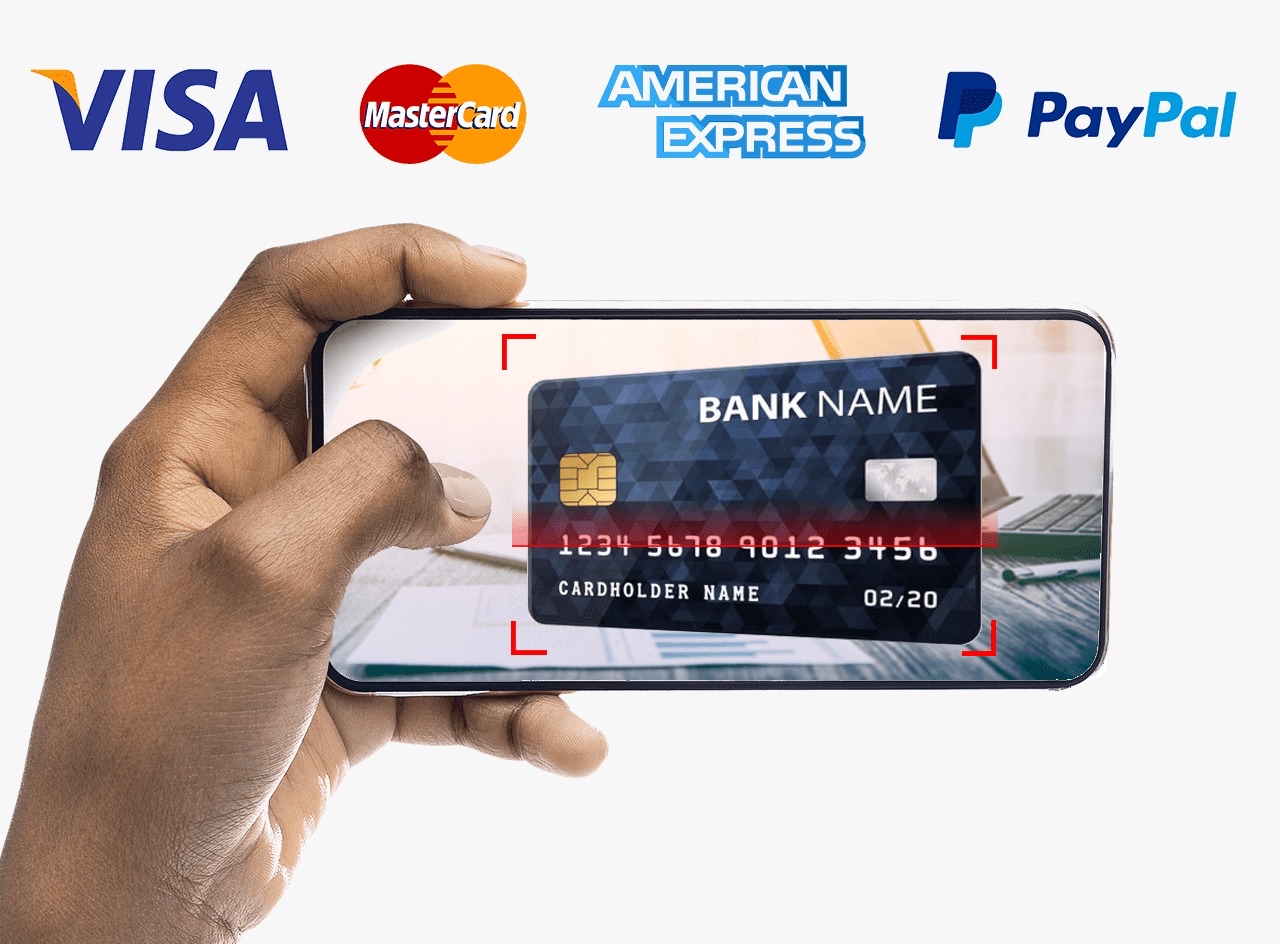 VISA
MasterCard
AMERICAN
EXPRESS
PayPal
BANK NAME
1234 5678 9012 3456
CARDHOLDER NAME
02/20